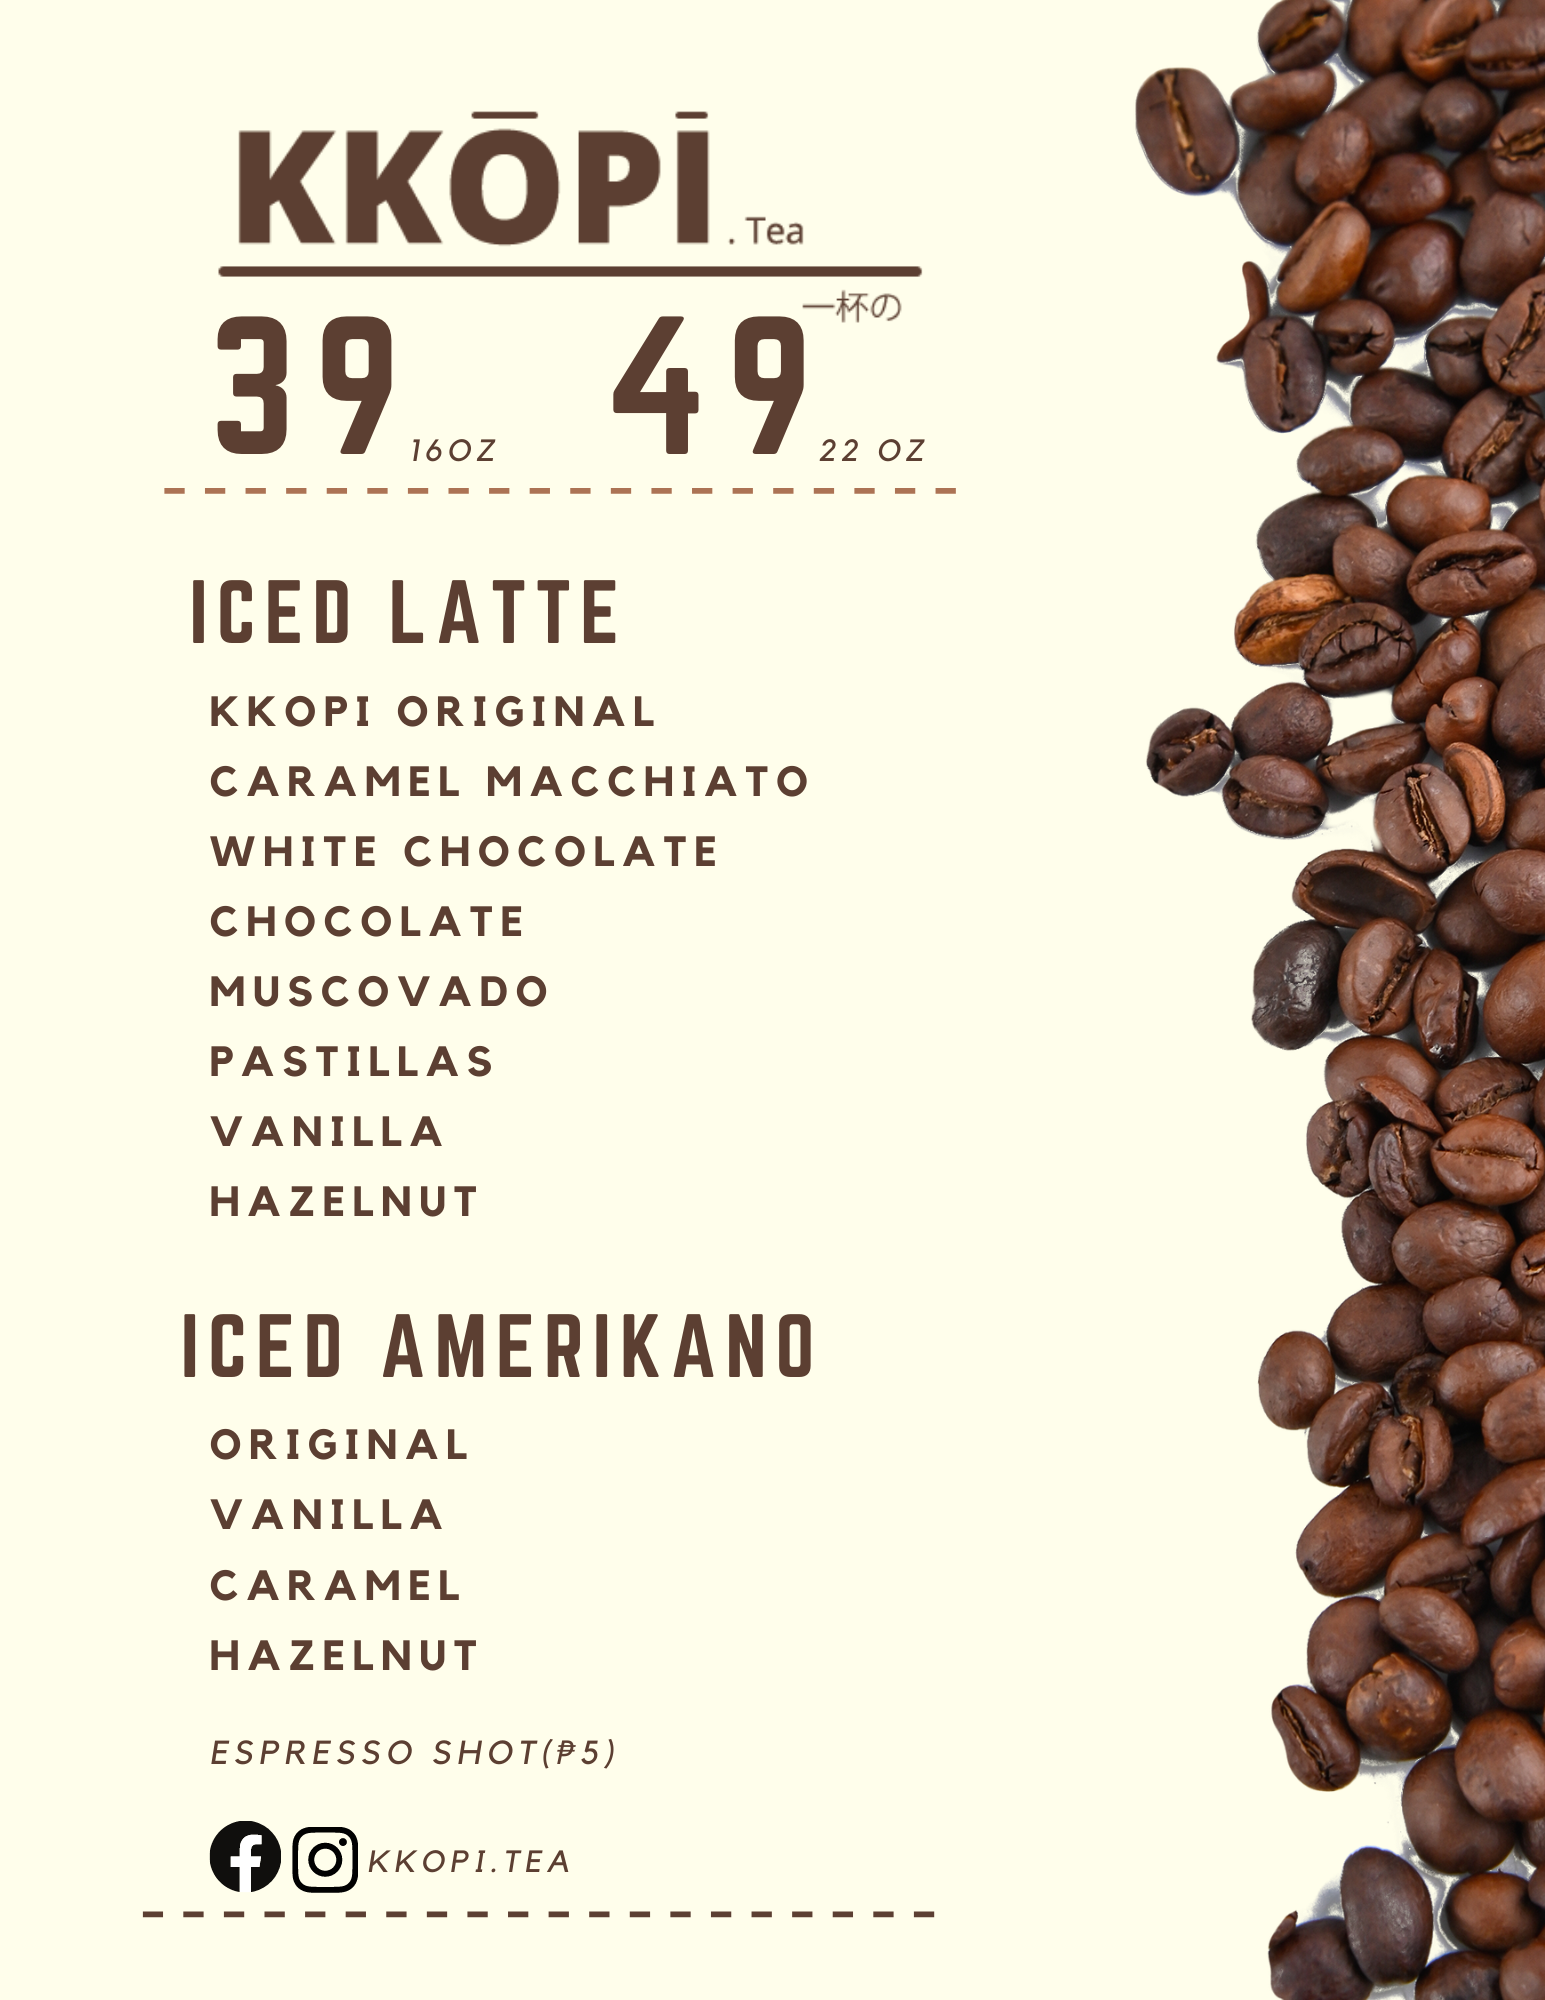 KKŌPĪ . Tea
一杯の
39 16OZ 49 22 OZ
ICED LATTE
KKOPI ORIGINAL
CARAMEL MACCHIATO
WHITE CHOCOLATE
CHOCOLATE
MUSCOVADO
PASTILLAS
VANILLA
HAZELNUT
ICED AMERIKANO
ORIGINAL
VANILLA
CARAMEL
HAZELNUT
ESPRESSO SHOT(₱5)
KKOPI.TEA